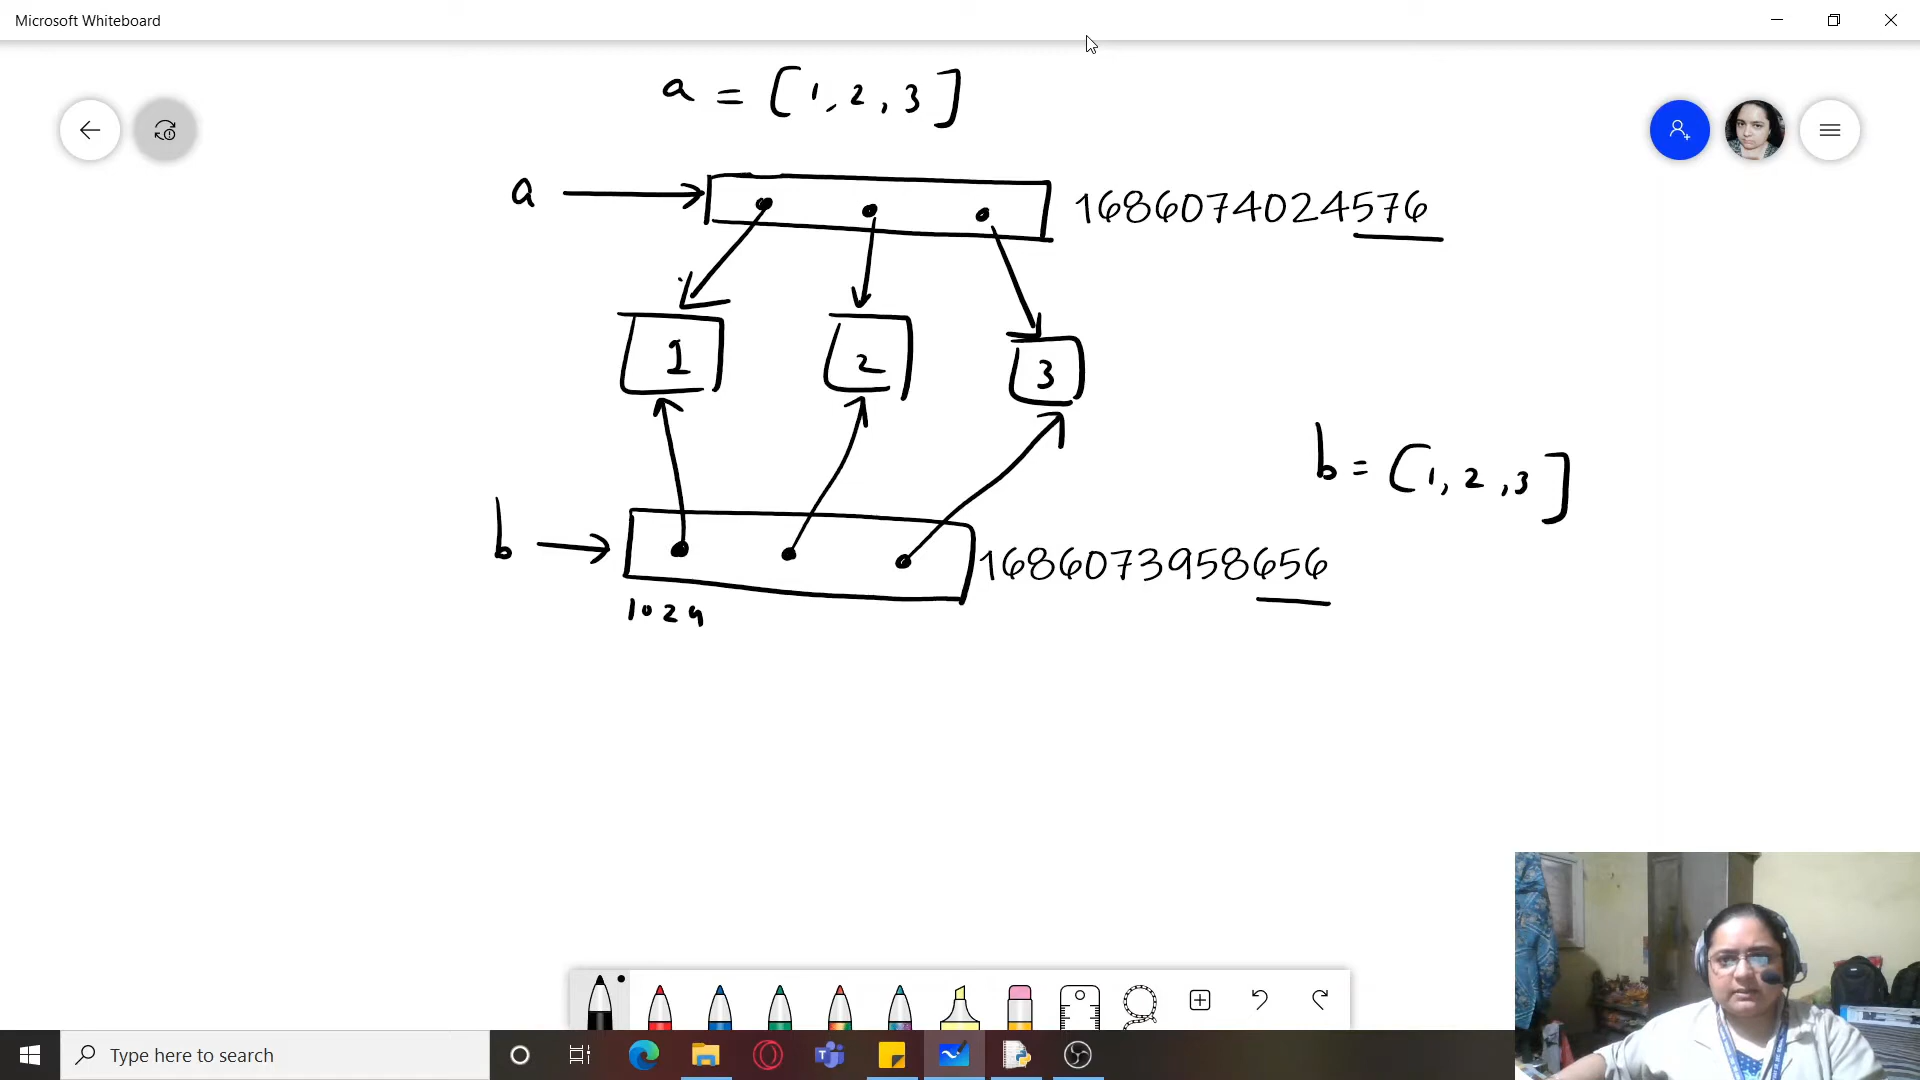 Microsoft Whiteboard
a = [1, 2, 3]
a
1686074024576
1 2 3
b = [1, 2, 3]
b
1686073958656
1024
Type here to search